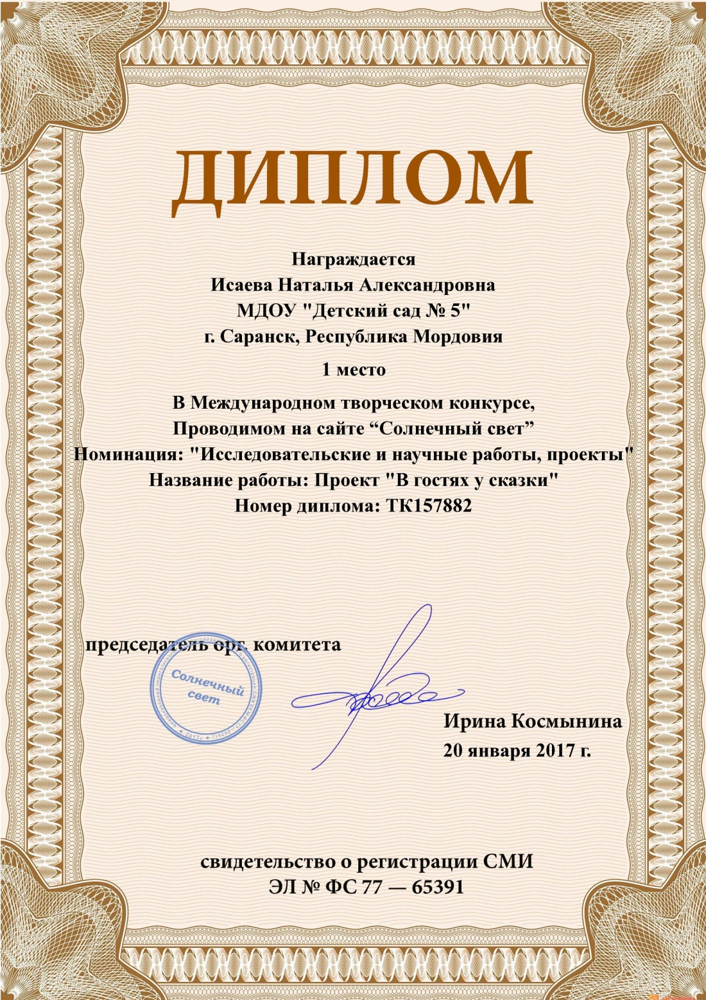 ДИПЛОМ
Награждается
Исаева Наталья Александровна
МДОУ "Детский сад № 5"
г. Саранск, Республика Мордовия
1 место
В Международном творческом конкурсе,
Проводимом на сайте “Солнечный свет”
Номинация: "Исследовательские и научные работы, проекты"
Название работы: Проект "В гостях у сказки"
Номер диплома: ТК157882
председатель орг. комитета
Солнечный
свет
Ирина Космынина
20 января 2017 г.
свидетельство о регистрации СМИ
ЭЛ № ФС 77 — 65391